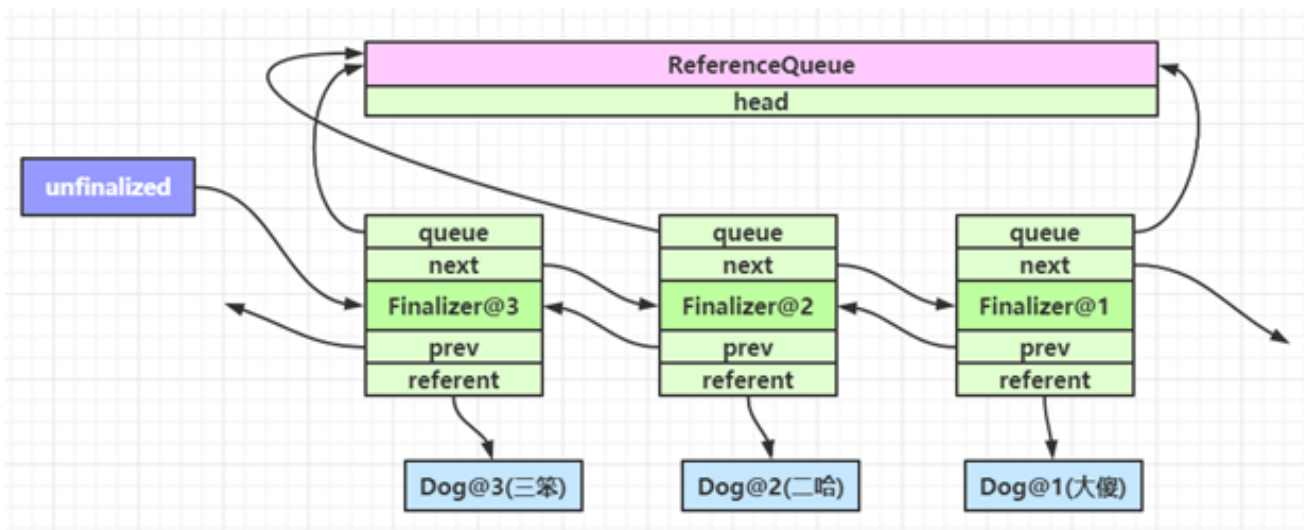 ReferenceQueue
head
unfinalized
queue
next
Finalizer@3
prev
referent
Dog@3(三笨)
queue
next
Finalizer@2
prev
referent
Dog@2(二哈)
queue
next
Finalizer@1
prev
referent
Dog@1(大傻)